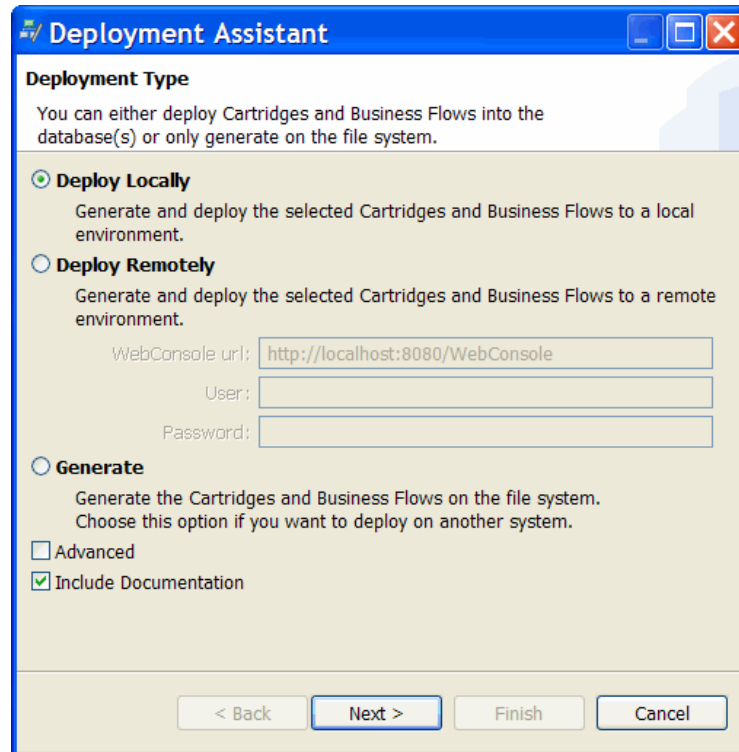 Deployment Assistant
Deployment Type
You can either deploy Cartridges and Business Flows into the
database(s) or only generate on the file system.
Deploy Locally
Generate and deploy the selected Cartridges and Business Flows to a local
environment.
Deploy Remotely
Generate and deploy the selected Cartridges and Business Flows to a remote
environment.
WebConsole url: http://localhost:8080/WebConsole
User:
Password:
Generate
Generate the Cartridges and Business Flows on the file system.
Choose this option if you want to deploy on another system.
Advanced
Include Documentation
< Back Next > Finish Cancel